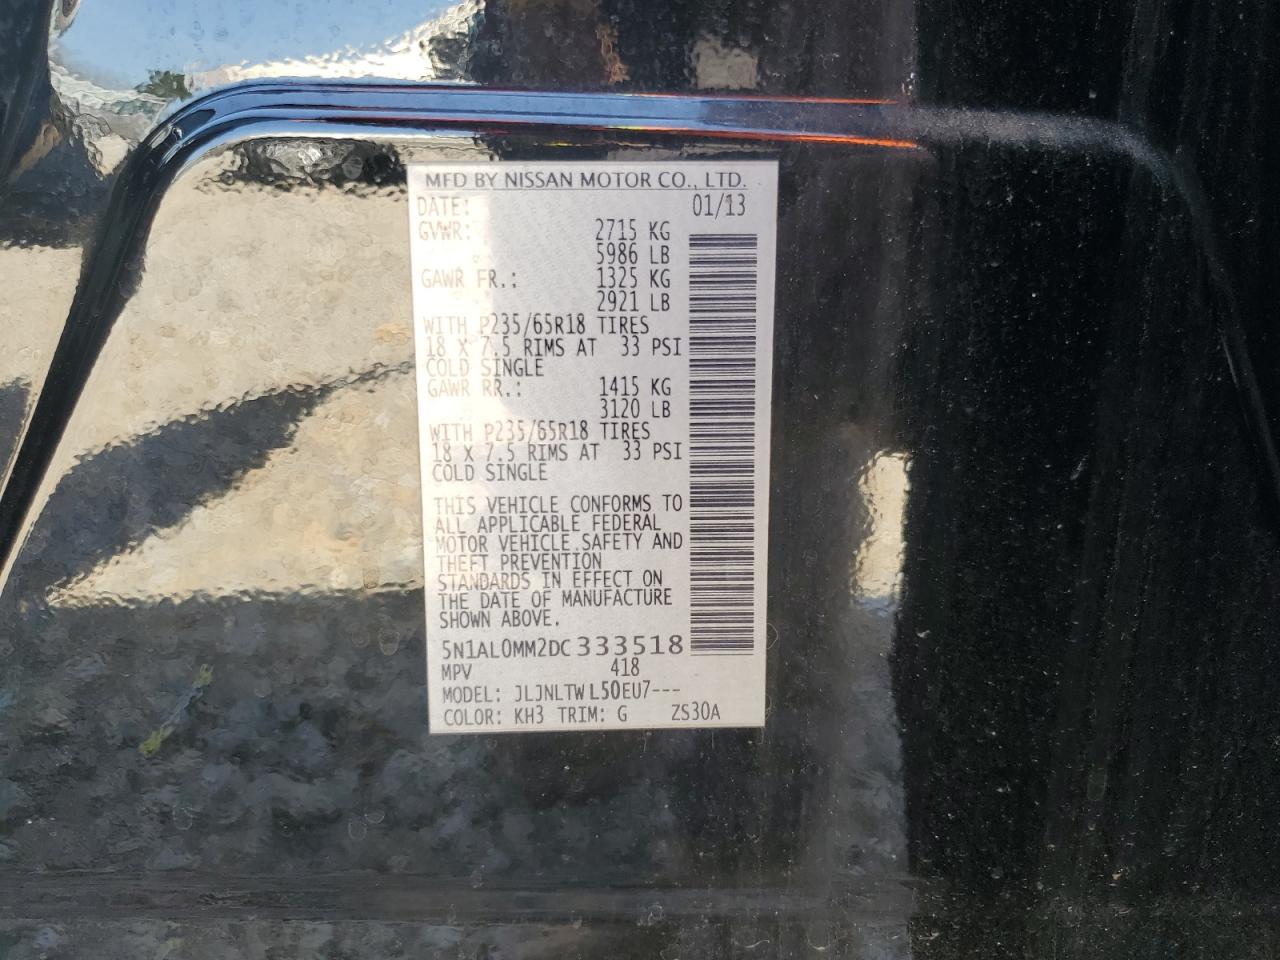 MFD BY NISSAN MOTOR CO., LTD.
DATE: 01/13
GVWR: 2715 KG
5986 LB
GAWR FR.: 1325 KG
2921 LB
WITH P235/65R18 TIRES
18 X 7.5 RIMS AT 33 PSI
COLD SINGLE
GAWR RR.: 1415 KG
3120 LB
WITH P235/65R18 TIRES
18 X 7.5 RIMS AT 33 PSI
COLD SINGLE
THIS VEHICLE CONFORMS TO
ALL APPLICABLE FEDERAL
MOTOR VEHICLE SAFETY AND
THEFT PREVENTION
STANDARDS IN EFFECT ON
THE DATE OF MANUFACTURE
SHOWN ABOVE.
5N1AL0MM2DC333518
MPV 418
MODEL: JLJNLTWL50EU7---
COLOR: KH3 TRIM: G ZS30A